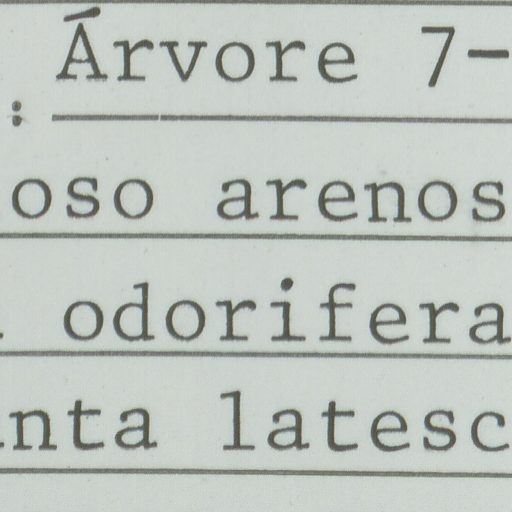 Árvore 7-
:
oso arenos
odorifera
nta latesc